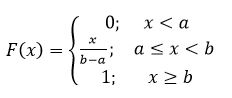 0; x < a
F(x) = { x/(b−a); a ≤ x < b
1; x ≥ b